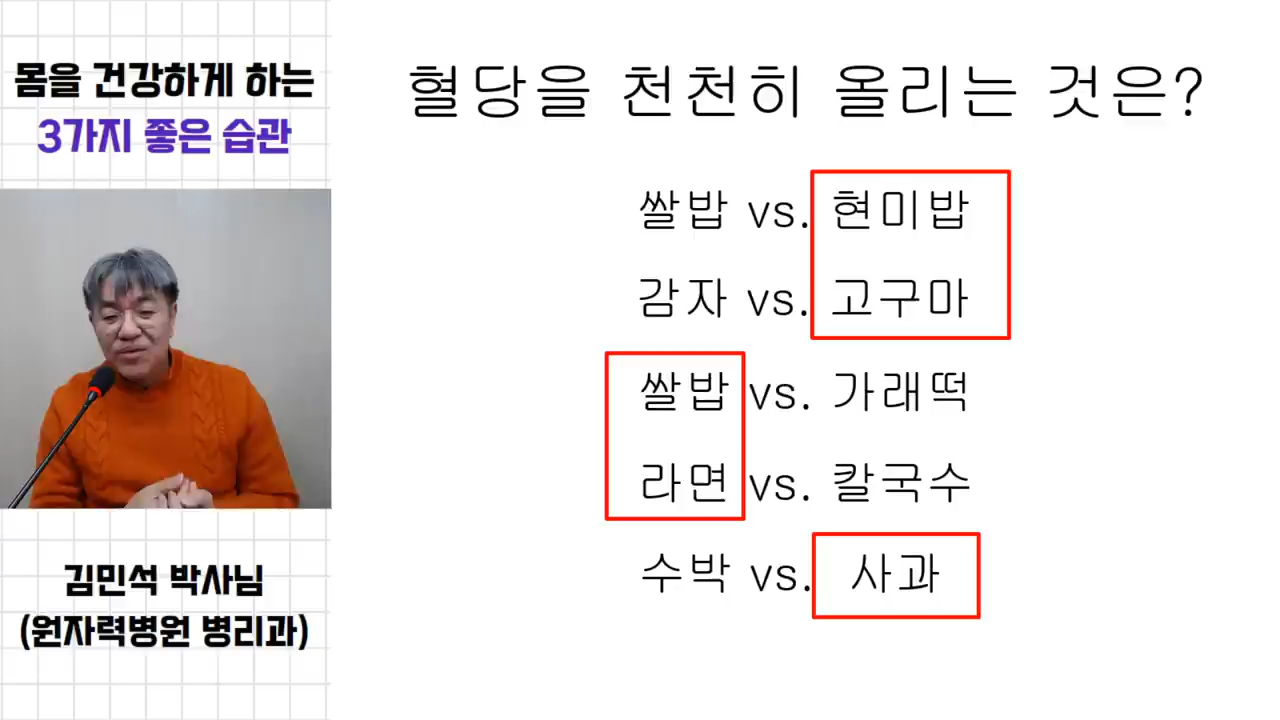 몸을 건강하게 하는
3가지 좋은 습관
김민석 박사님
(원자력병원 병리과)
혈당을 천천히 올리는 것은?
쌀밥 vs. 현미밥
감자 vs. 고구마
쌀밥 vs. 가래떡
라면 vs. 칼국수
수박 vs. 사과